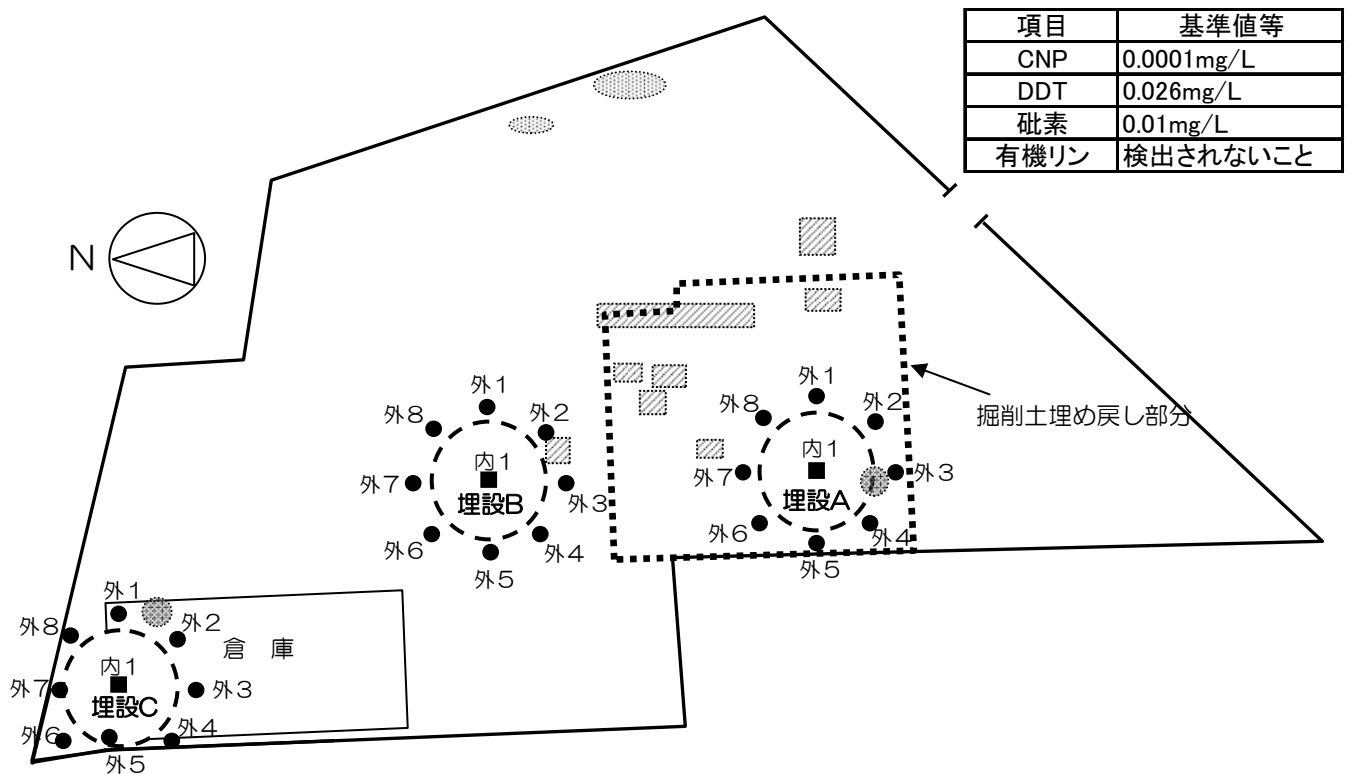 項目 基準値等
CNP 0.0001mg/L
DDT 0.026mg/L
砒素 0.01mg/L
有機リン 検出されないこと
N
掘削土埋め戻し部分
外1
外2
外3
外4
外5
外6
外7
外8
内1
埋設A
外1
外2
外3
外4
外5
外6
外7
外8
内1
埋設B
外1
外2
外3
外4
外5
外6
外7
外8
内1
埋設C
倉 庫